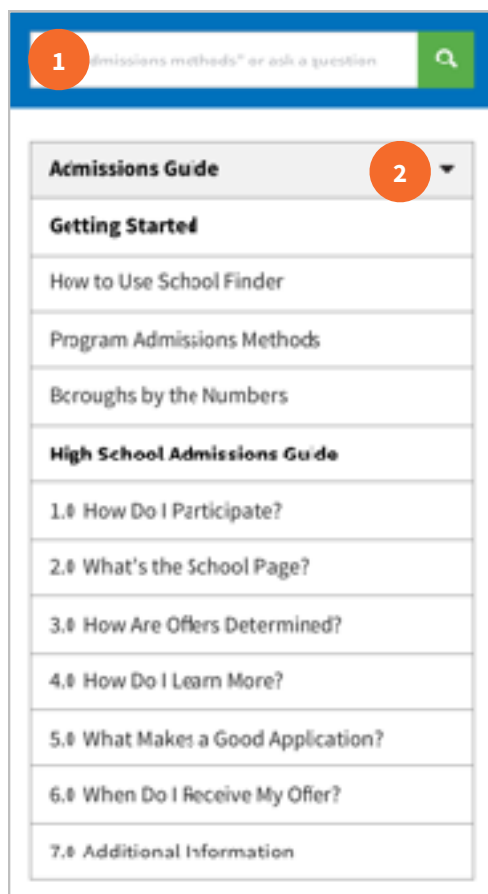 1 admissions methods" or ask a question
Admissions Guide 2
Getting Started
How to Use School Finder
Program Admissions Methods
Boroughs by the Numbers
High School Admissions Guide
1.0 How Do I Participate?
2.0 What's the School Page?
3.0 How Are Offers Determined?
4.0 How Do I Learn More?
5.0 What Makes a Good Application?
6.0 When Do I Receive My Offer?
7.0 Additional Information